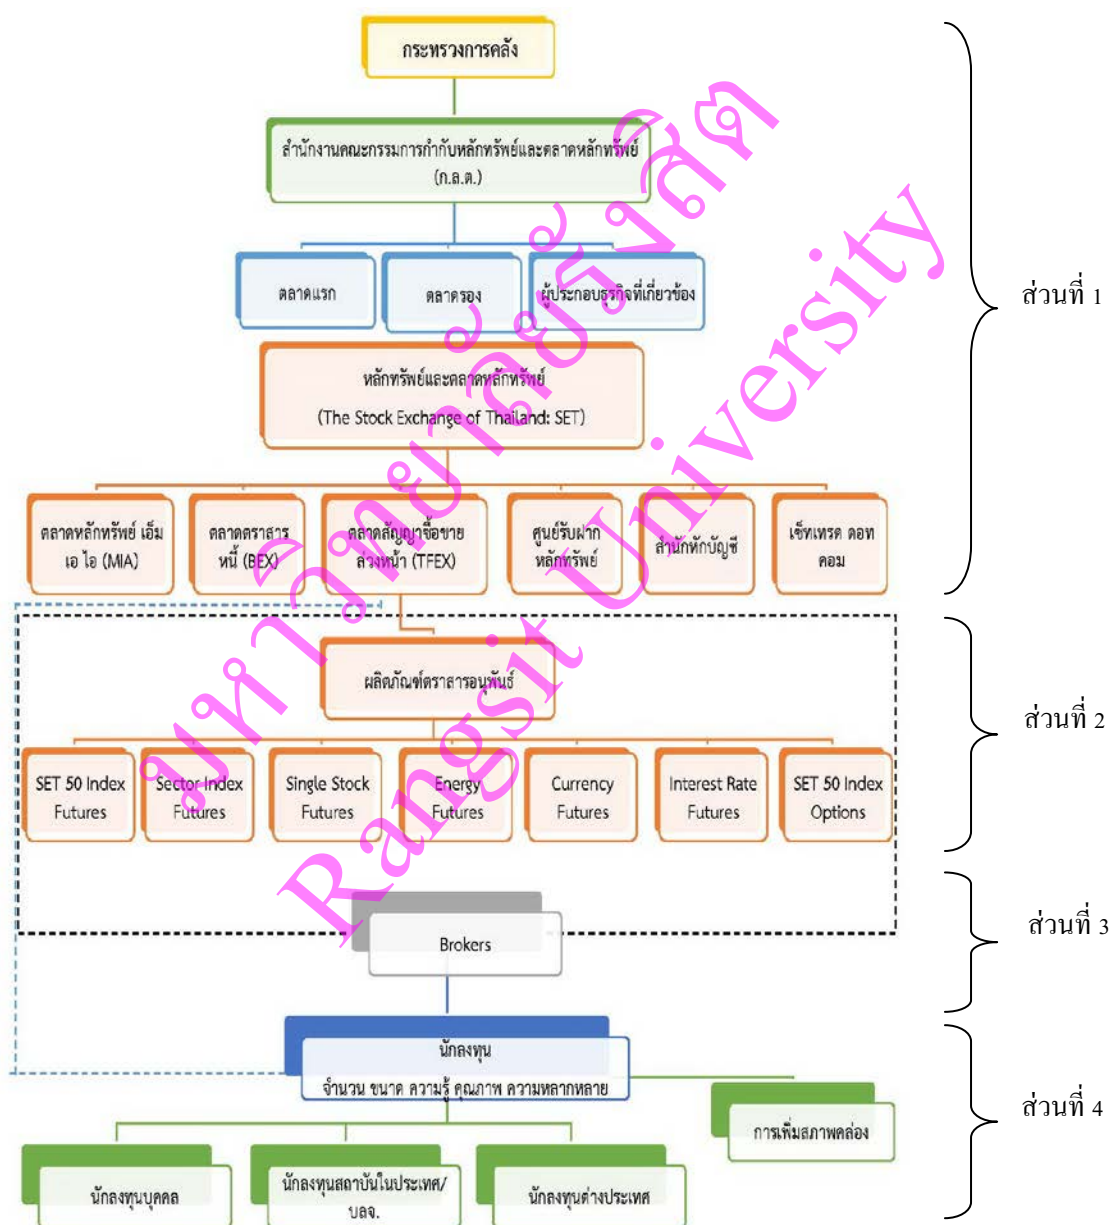 กระทรวงการคลัง
สำนักงานคณะกรรมการกำกับหลักทรัพย์และตลาดหลักทรัพย์
(ก.ล.ต.)
ตลาดแรก
ตลาดรอง
ผู้ประกอบธุรกิจที่เกี่ยวข้อง
ส่วนที่ 1
หลักทรัพย์และตลาดหลักทรัพย์
(The Stock Exchange of Thailand: SET)
ตลาดหลักทรัพย์ เอ็ม
เอ ไอ (MIA)
ตลาดตราสาร
หนี้ (BEX)
ตลาดสัญญาซื้อขาย
ล่วงหน้า (TFEX)
ศูนย์รับฝาก
หลักทรัพย์
สำนักหักบัญชี
เซ็ทเทรด ดอท
คอม
ผลิตภัณฑ์ตราสารอนุพันธ์
ส่วนที่ 2
SET 50 Index
Futures
Sector Index
Futures
Single Stock
Futures
Energy
Futures
Currency
Futures
Interest Rate
Futures
SET 50 Index
Options
Brokers
ส่วนที่ 3
นักลงทุน
จำนวน ขนาด ความรู้ คุณภาพ ความหลากหลาย
การเพิ่มสภาพคล่อง
ส่วนที่ 4
นักลงทุนบุคคล
นักลงทุนสถาบันในประเทศ/
บลจ.
นักลงทุนต่างประเทศ
มหาวิทยาลัยรังสิต
Rangsit University